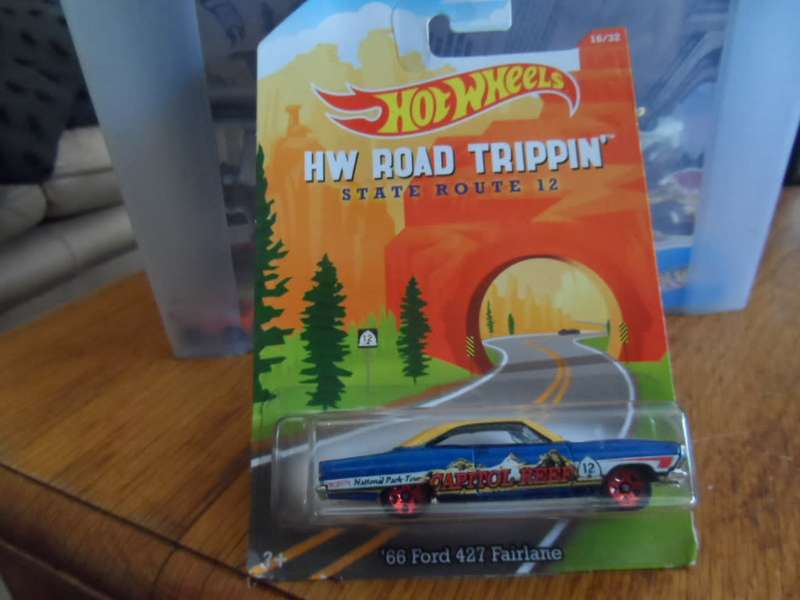 16/32
HOT WHEELS
HW ROAD TRIPPIN'™
STATE ROUTE 12
12
National Park Tour
CAPITOL REEF
12
3+
'66 Ford 427 Fairlane